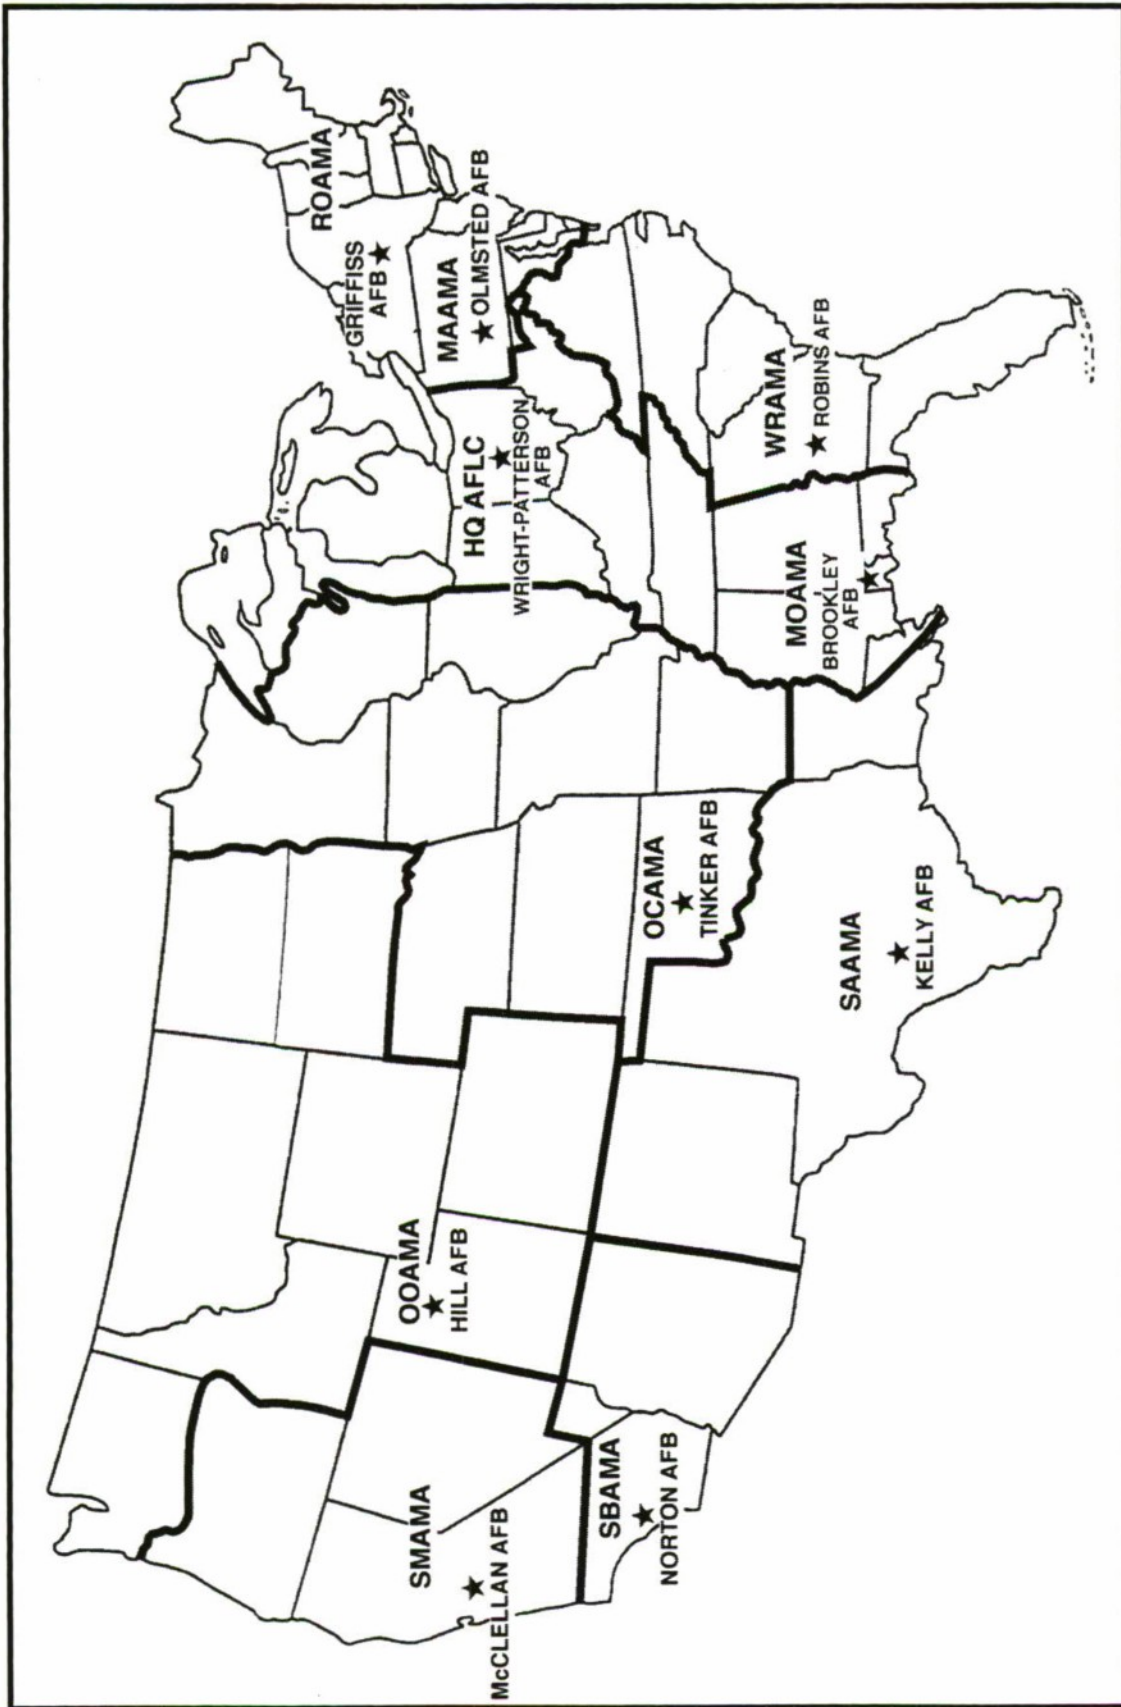 ROAMA
GRIFFISS
AFB
MAAMA
OLMSTED AFB
HQ AFLC
WRIGHT-PATTERSON
AFB
WRAMA
ROBINS AFB
MOAMA
BROOKLEY
AFB
OCAMA
TINKER AFB
SAAMA
KELLY AFB
OOAMA
HILL AFB
SMAMA
McCLELLAN AFB
SBAMA
NORTON AFB